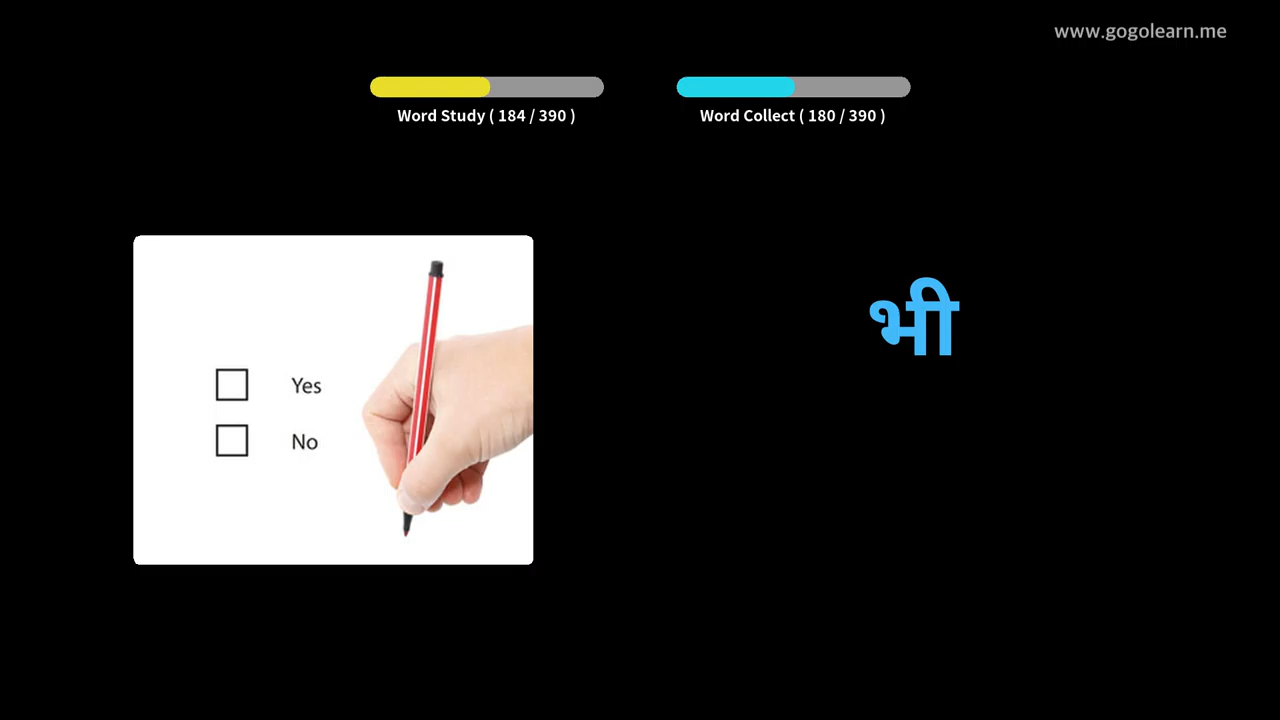 www.gogolearn.me
Word Study ( 184 / 390 )
Word Collect ( 180 / 390 )
भी
Yes
No